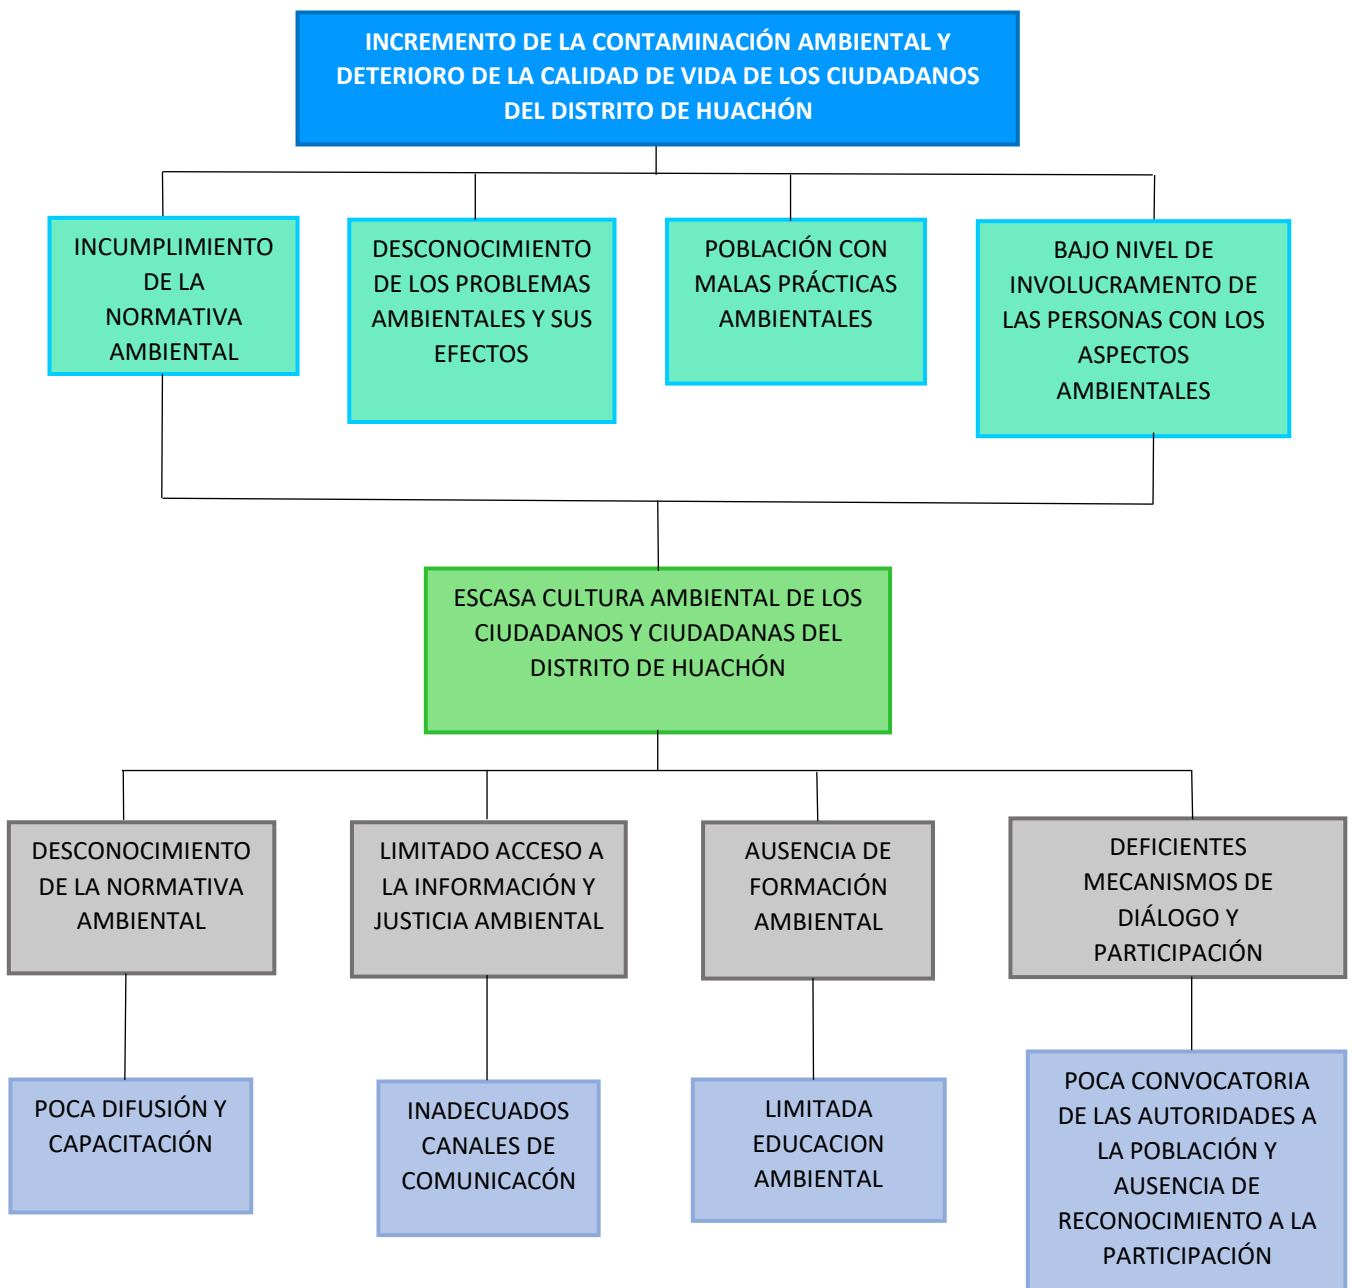 INCREMENTO DE LA CONTAMINACIÓN AMBIENTAL Y
DETERIORO DE LA CALIDAD DE VIDA DE LOS CIUDADANOS
DEL DISTRITO DE HUACHÓN
INCUMPLIMIENTO
DE LA
NORMATIVA
AMBIENTAL
DESCONOCIMIENTO
DE LOS PROBLEMAS
AMBIENTALES Y SUS
EFECTOS
POBLACIÓN CON
MALAS PRÁCTICAS
AMBIENTALES
BAJO NIVEL DE
INVOLUCRAMENTO DE
LAS PERSONAS CON LOS
ASPECTOS
AMBIENTALES
ESCASA CULTURA AMBIENTAL DE LOS
CIUDADANOS Y CIUDADANAS DEL
DISTRITO DE HUACHÓN
DESCONOCIMIENTO
DE LA NORMATIVA
AMBIENTAL
LIMITADO ACCESO A
LA INFORMACIÓN Y
JUSTICIA AMBIENTAL
AUSENCIA DE
FORMACIÓN
AMBIENTAL
DEFICIENTES
MECANISMOS DE
DIÁLOGO Y
PARTICIPACIÓN
POCA DIFUSIÓN Y
CAPACITACIÓN
INADECUADOS
CANALES DE
COMUNICACÓN
LIMITADA
EDUCACION
AMBIENTAL
POCA CONVOCATORIA
DE LAS AUTORIDADES A
LA POBLACIÓN Y
AUSENCIA DE
RECONOCIMIENTO A LA
PARTICIPACIÓN